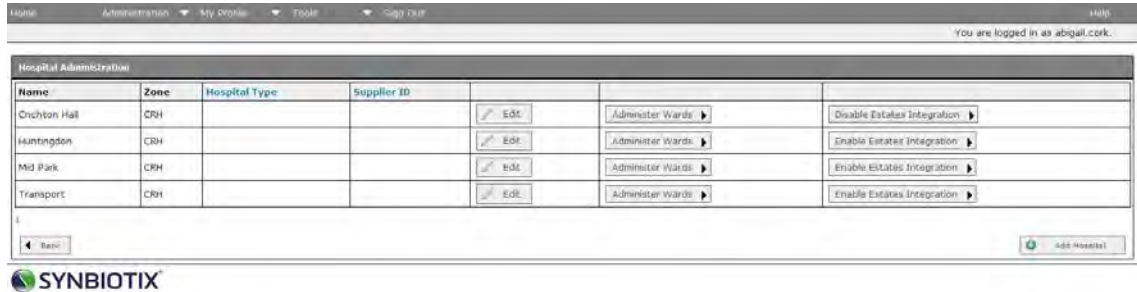 Home Administration My Profile Tools Sign Out Help
You are logged in as abigail.cork.
Hospital Administration
Name Zone Hospital Type Supplier ID
Crichton Hall CRH Edit Administer Wards Disable Estates Integration
Huntingdon CRH Edit Administer Wards Enable Estates Integration
Mid Park CRH Edit Administer Wards Enable Estates Integration
Transport CRH Edit Administer Wards Enable Estates Integration
1
Back Add Hospital
SYNBIOTIX